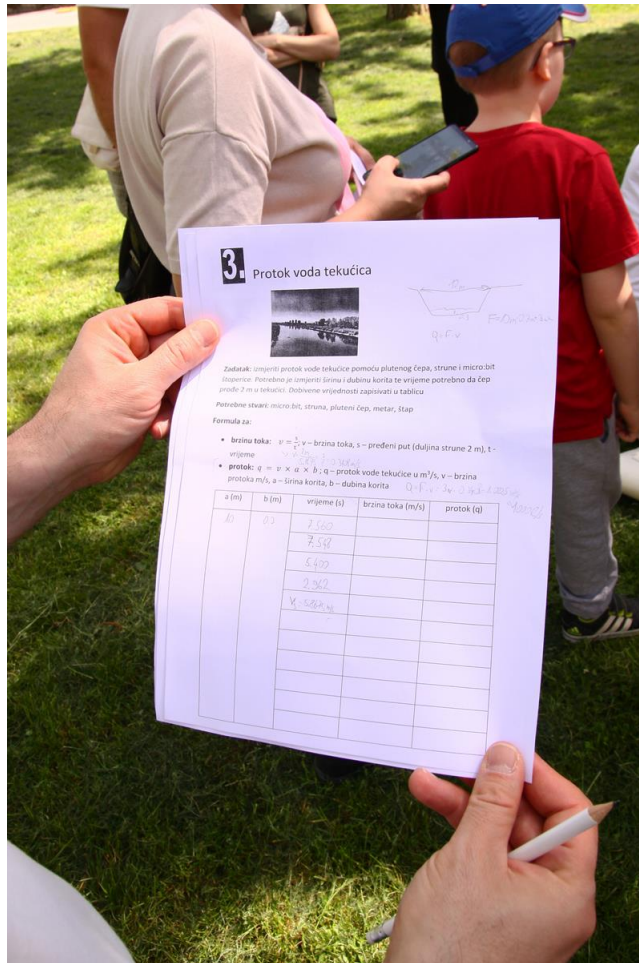 3. Protok voda tekućica
Zadatak: izmjeriti protok vode tekućice pomoću plutenog čepa, strune i micro:bit
štoperice. Potrebno je izmjeriti širinu i dubinu korita te vrijeme potrebno da čep
prođe 2 m u tekućici. Dobivene vrijednosti zapisivati u tablicu
Potrebne stvari: micro:bit, struna, pluteni čep, metar, štap
Formula za:
• brzinu toka: v = s/t, v – brzina toka, s – pređeni put (duljina strune 2 m), t -
vrijeme
• protok: q = v × a × b ; q – protok vode tekućice u m³/s, v – brzina
protoka m/s, a – širina korita, b – dubina korita
a (m) b (m) vrijeme (s) brzina toka (m/s) protok (q)
7.560
7.548
5.400
2.962